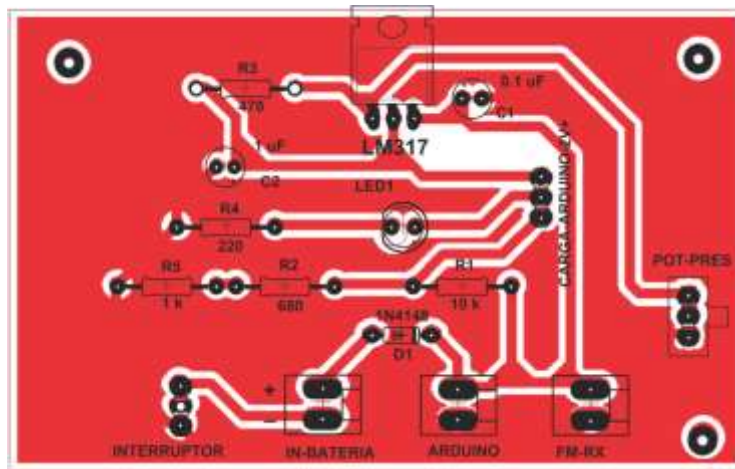 R3
470
0.1 uF
C1
LM317
1 uF
C2
LED1
R4
220
CARGA-ARDUINO-2V4
R5
1 k
R2
680
R1
10 k
POT-PRES
1N4148
D1
+
-
INTERRUPTOR
IN-BATERIA
ARDUINO
FM-RX